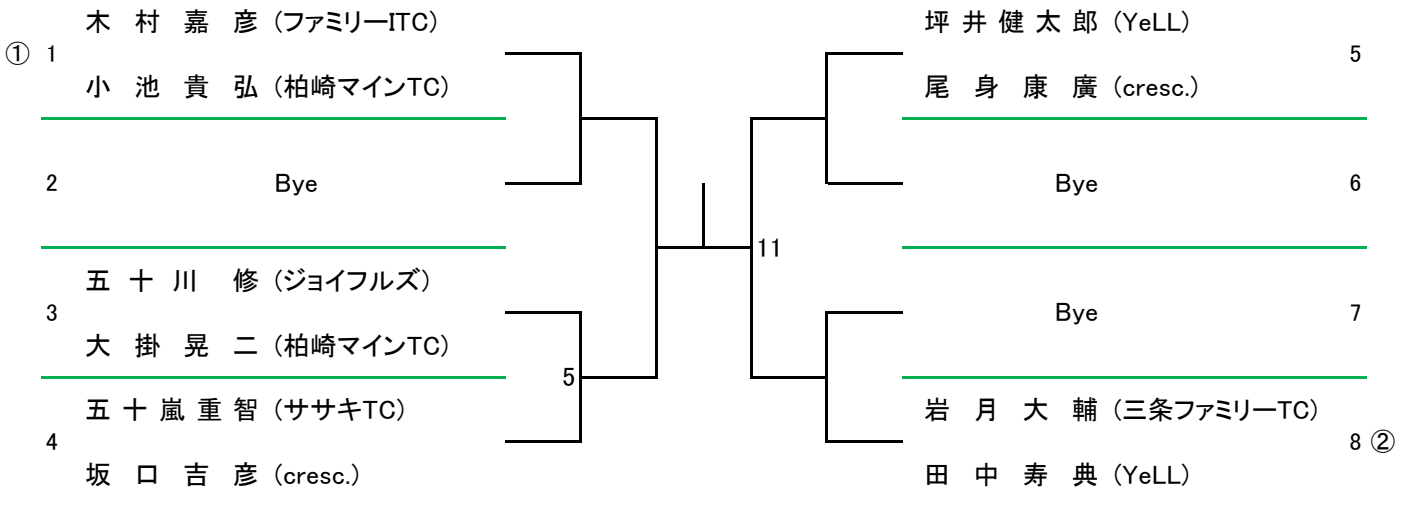 木村嘉彦 (ファミリーITC)
① 1
小池貴弘 (柏崎マインTC)
2 Bye
五十川 修 (ジョイフルズ)
3
大掛晃二 (柏崎マインTC)
5
五十嵐重智 (ササキTC)
4
坂口吉彦 (cresc.)
11
坪井健太郎 (YeLL)
5
尾身康廣 (cresc.)
Bye 6
Bye 7
岩月大輔 (三条ファミリーTC)
8 ②
田中寿典 (YeLL)